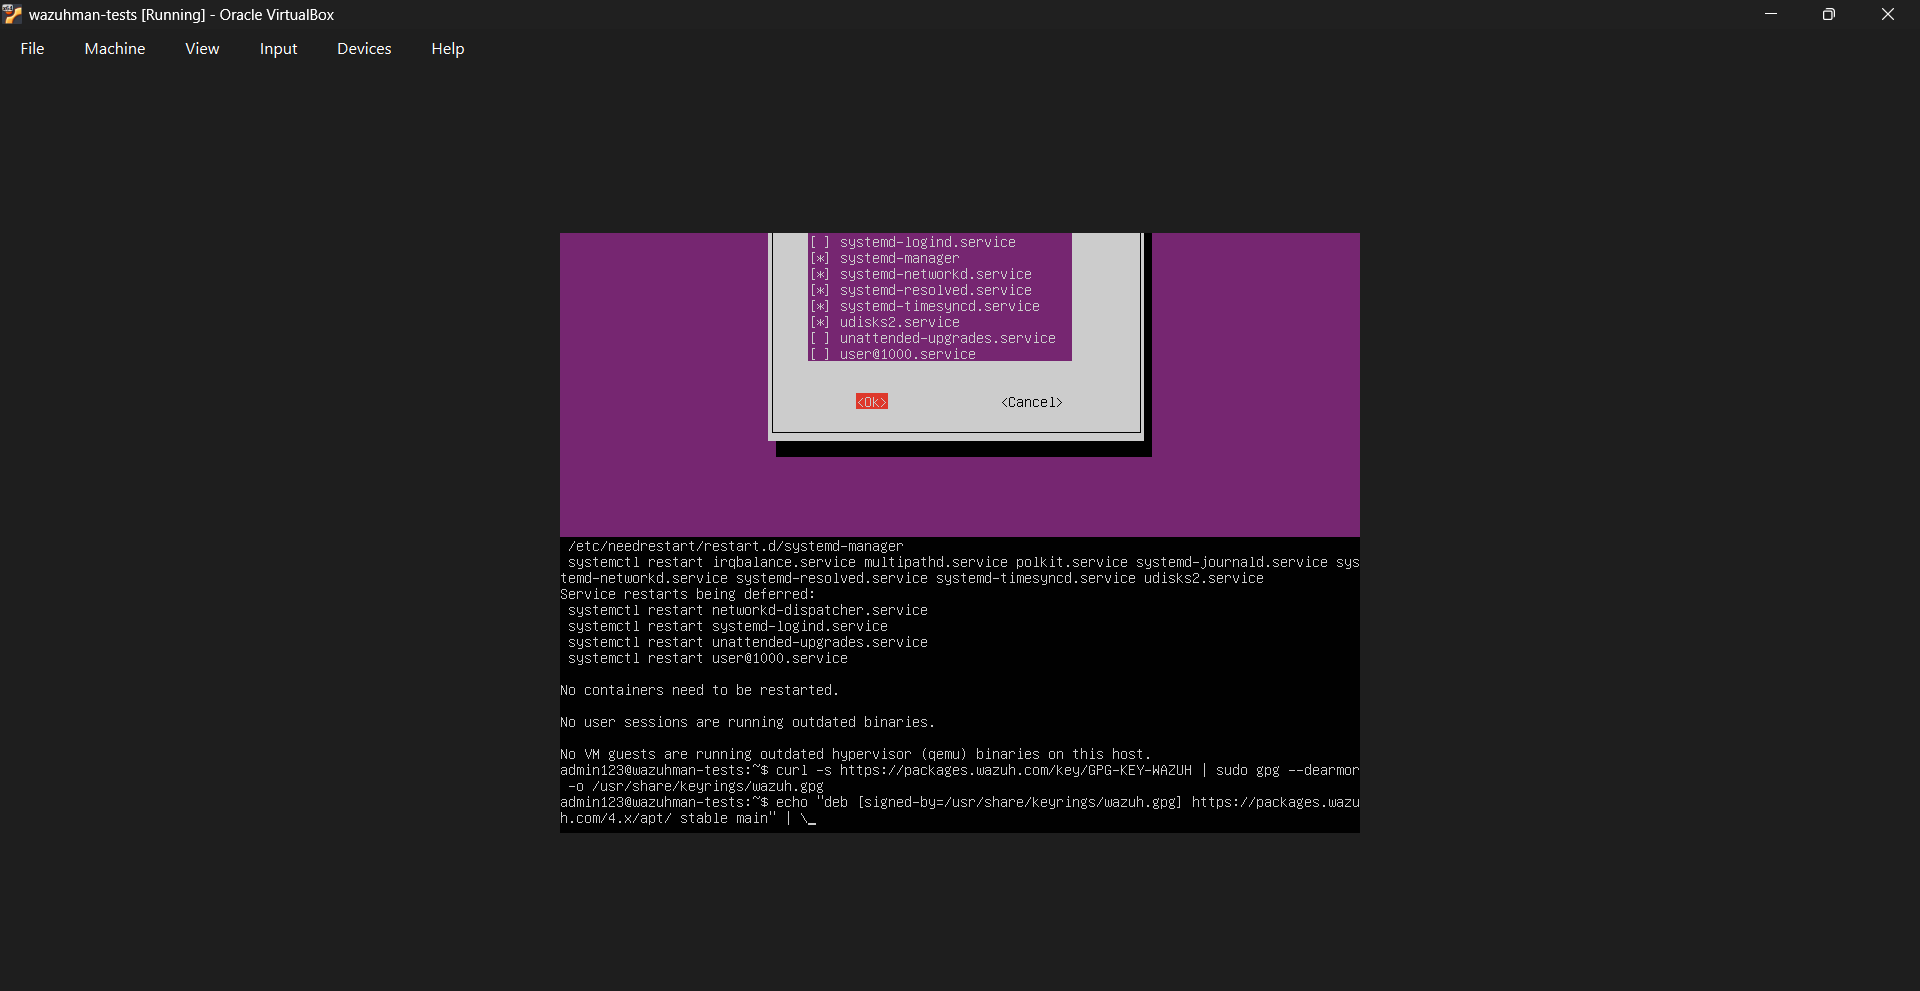 wazuhman-tests [Running] - Oracle VirtualBox
File Machine View Input Devices Help
[ ] systemd-logind.service
[*] systemd-manager
[*] systemd-networkd.service
[*] systemd-resolved.service
[*] systemd-timesyncd.service
[*] udisks2.service
[ ] unattended-upgrades.service
[ ] user@1000.service
<Ok> <Cancel>
/etc/needrestart/restart.d/systemd-manager
systemctl restart irqbalance.service multipathd.service polkit.service systemd-journald.service sys
temd-networkd.service systemd-resolved.service systemd-timesyncd.service udisks2.service
Service restarts being deferred:
systemctl restart networkd-dispatcher.service
systemctl restart systemd-logind.service
systemctl restart unattended-upgrades.service
systemctl restart user@1000.service
No containers need to be restarted.
No user sessions are running outdated binaries.
No VM guests are running outdated hypervisor (qemu) binaries on this host.
admin123@wazuhman-tests:~$ curl -s https://packages.wazuh.com/key/GPG-KEY-WAZUH | sudo gpg --dearmor
-o /usr/share/keyrings/wazuh.gpg
admin123@wazuhman-tests:~$ echo "deb [signed-by=/usr/share/keyrings/wazuh.gpg] https://packages.wazu
h.com/4.x/apt/ stable main" | \_